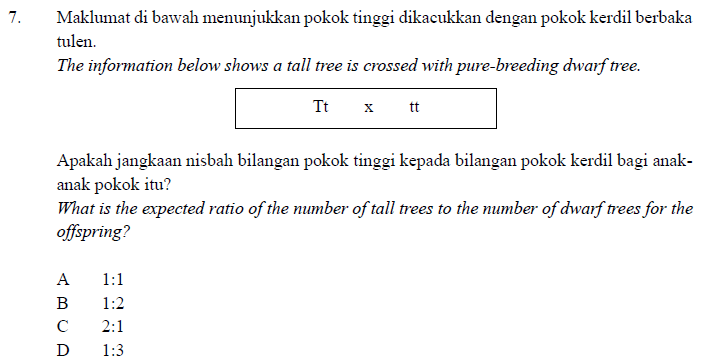 7. Maklumat di bawah menunjukkan pokok tinggi dikacukkan dengan pokok kerdil berbaka
tulen.
The information below shows a tall tree is crossed with pure-breeding dwarf tree.
Tt x tt
Apakah jangkaan nisbah bilangan pokok tinggi kepada bilangan pokok kerdil bagi anak-
anak pokok itu?
What is the expected ratio of the number of tall trees to the number of dwarf trees for the
offspring?
A 1:1
B 1:2
C 2:1
D 1:3